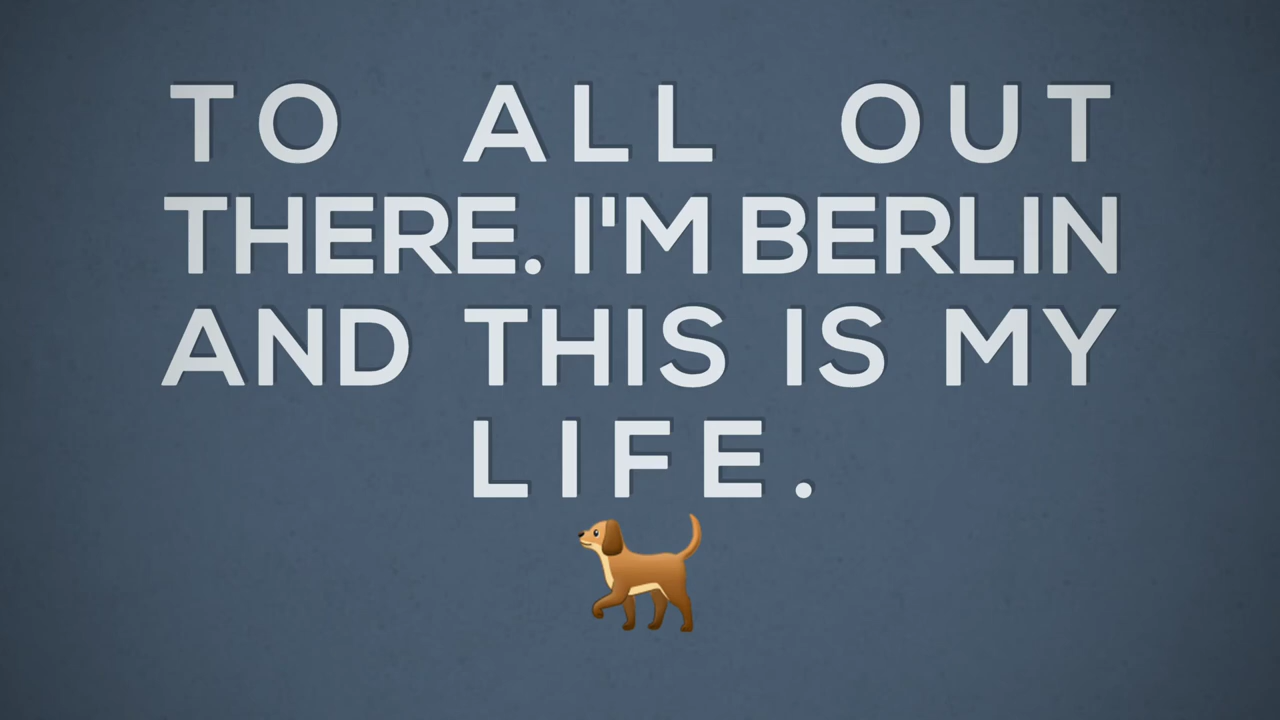 TO ALL OUT
THERE. I'M BERLIN
AND THIS IS MY
LIFE.